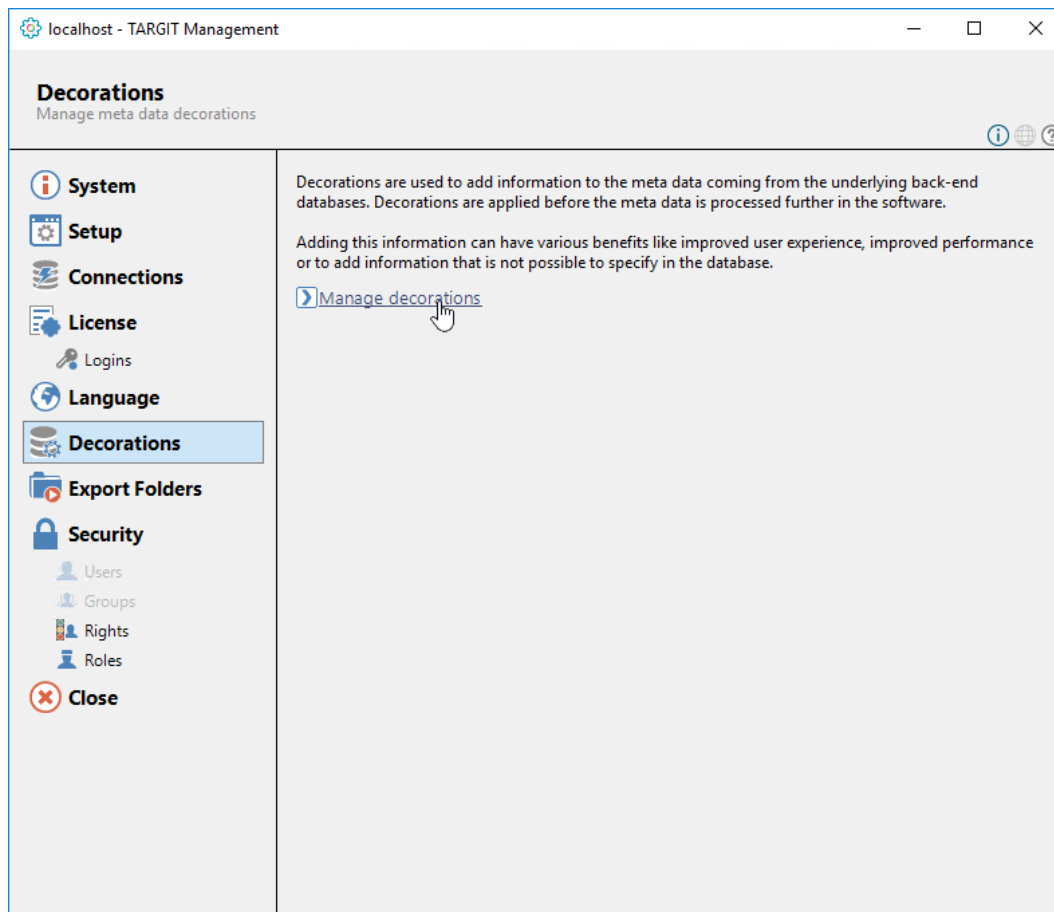 localhost - TARGIT Management
Decorations
Manage meta data decorations
System
Setup
Connections
License
Logins
Language
Decorations
Export Folders
Security
Users
Groups
Rights
Roles
Close
Decorations are used to add information to the meta data coming from the underlying back-end
databases. Decorations are applied before the meta data is processed further in the software.
Adding this information can have various benefits like improved user experience, improved performance
or to add information that is not possible to specify in the database.
Manage decorations